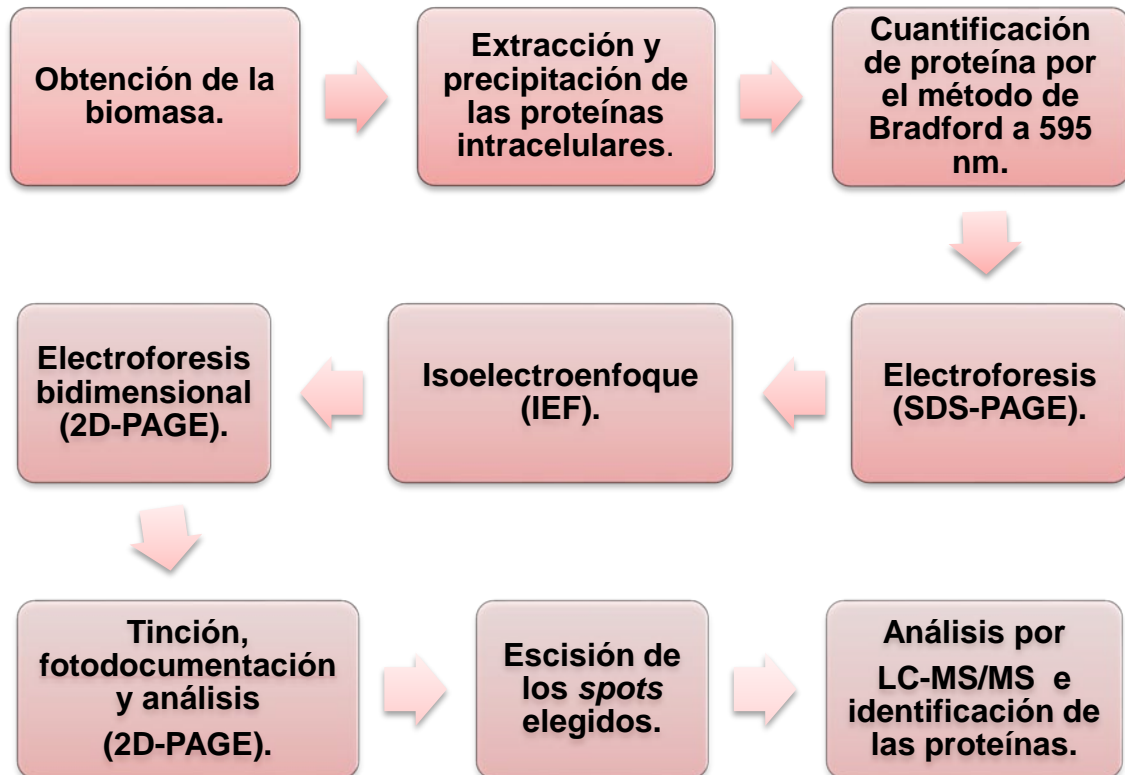 Obtención de la
biomasa.
Extracción y
precipitación de
las proteínas
intracelulares.
Cuantificación
de proteína por
el método de
Bradford a 595
nm.
Electroforesis
(SDS-PAGE).
Isoelectroenfoque
(IEF).
Electroforesis
bidimensional
(2D-PAGE).
Tinción,
fotodocumentación
y análisis
(2D-PAGE).
Escisión de
los spots
elegidos.
Análisis por
LC-MS/MS e
identificación de
las proteínas.